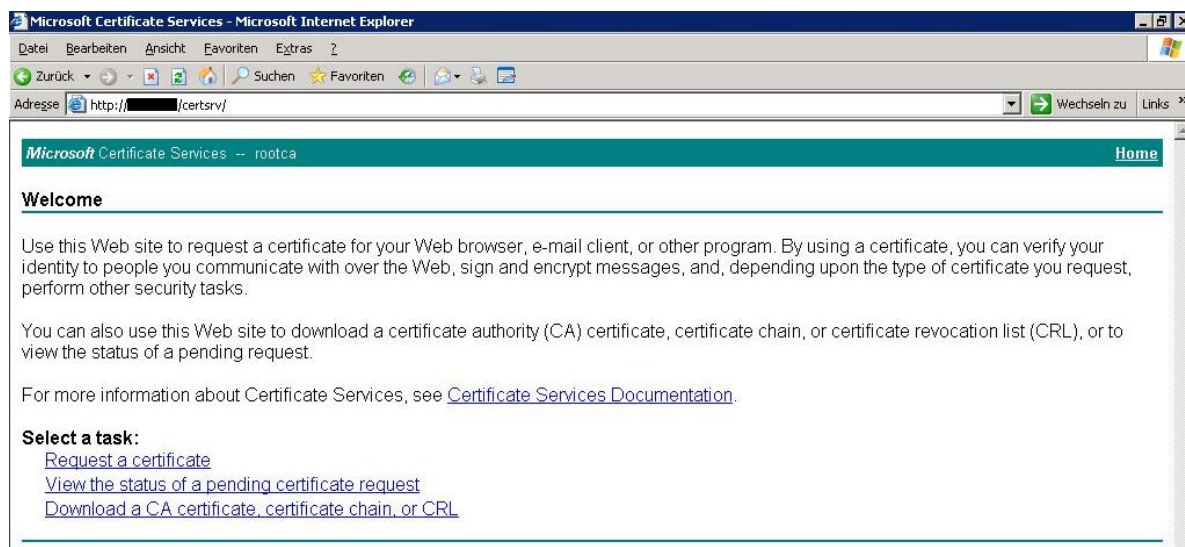 Microsoft Certificate Services - Microsoft Internet Explorer
Datei Bearbeiten Ansicht Favoriten Extras ?
Zurück Suchen Favoriten
Adresse http:// /certsrv/ Wechseln zu Links »
Microsoft Certificate Services -- rootca Home
Welcome
Use this Web site to request a certificate for your Web browser, e-mail client, or other program. By using a certificate, you can verify your
identity to people you communicate with over the Web, sign and encrypt messages, and, depending upon the type of certificate you request,
perform other security tasks.
You can also use this Web site to download a certificate authority (CA) certificate, certificate chain, or certificate revocation list (CRL), or to
view the status of a pending request.
For more information about Certificate Services, see Certificate Services Documentation.
Select a task:
Request a certificate
View the status of a pending certificate request
Download a CA certificate, certificate chain, or CRL